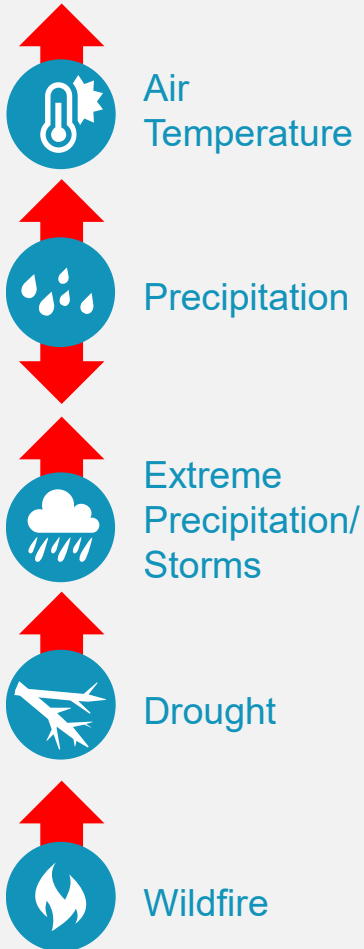 Air
Temperature
Precipitation
Extreme
Precipitation/
Storms
Drought
Wildfire